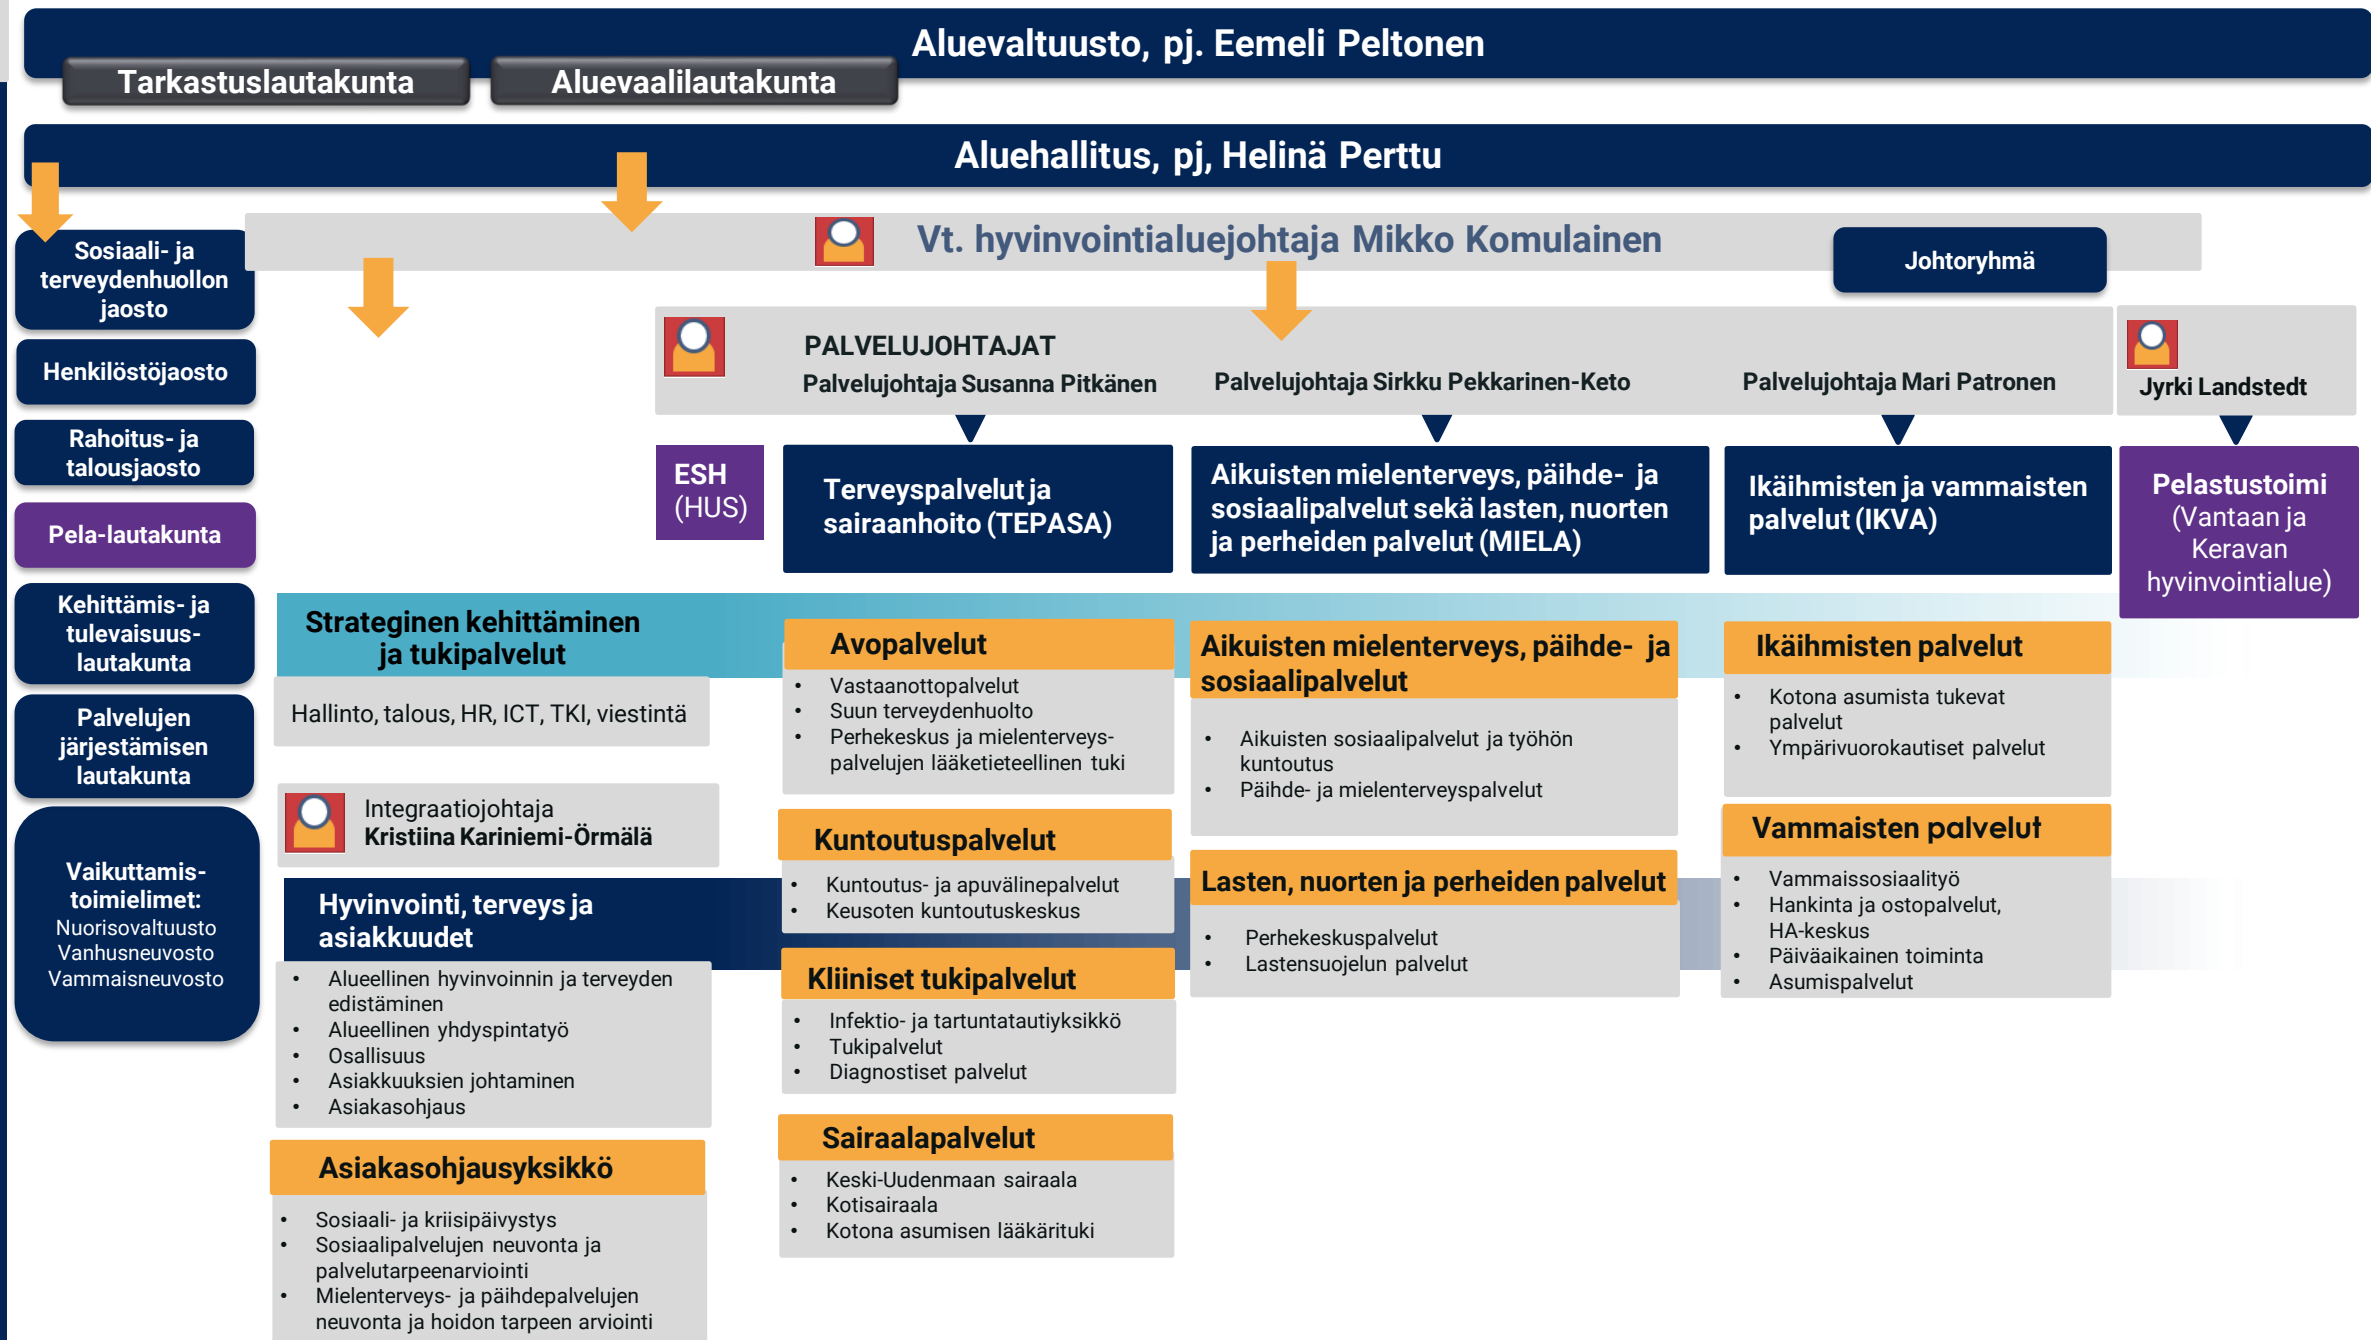 Aluevaltuusto, pj. Eemeli Peltonen
Tarkastuslautakunta
Aluevaalilautakunta
Aluehallitus, pj, Helinä Perttu
Vt. hyvinvointialuejohtaja Mikko Komulainen
Johtoryhmä
Sosiaali- ja
terveydenhuollon
jaosto
Henkilöstöjaosto
Rahoitus- ja
talousjaosto
Pela-lautakunta
Kehittämis- ja
tulevaisuus-
lautakunta
Palvelujen
järjestämisen
lautakunta
Vaikuttamis-
toimielimet:
Nuorisovaltuusto
Vanhusneuvosto
Vammaisneuvosto
PALVELUJOHTAJAT
Palvelujohtaja Susanna Pitkänen
Palvelujohtaja Sirkku Pekkarinen-Keto
Palvelujohtaja Mari Patronen
Jyrki Landstedt
ESH
(HUS)
Terveyspalvelut ja
sairaanhoito (TEPASA)
Aikuisten mielenterveys, päihde- ja
sosiaalipalvelut sekä lasten, nuorten
ja perheiden palvelut (MIELA)
Ikäihmisten ja vammaisten
palvelut (IKVA)
Pelastustoimi
(Vantaan ja
Keravan
hyvinvointialue)
Strateginen kehittäminen
ja tukipalvelut
Hallinto, talous, HR, ICT, TKI, viestintä
Integraatiojohtaja
Kristiina Kariniemi-Örmälä
Hyvinvointi, terveys ja
asiakkuudet
• Alueellinen hyvinvoinnin ja terveyden
edistäminen
• Alueellinen yhdyspintatyö
• Osallisuus
• Asiakkuuksien johtaminen
• Asiakasohjaus
Asiakasohjausyksikkö
• Sosiaali- ja kriisipäivystys
• Sosiaalipalvelujen neuvonta ja
palvelutarpeenarviointi
• Mielenterveys- ja päihdepalvelujen
neuvonta ja hoidon tarpeen arviointi
Avopalvelut
• Vastaanottopalvelut
• Suun terveydenhuolto
• Perhekeskus ja mielenterveys-
palvelujen lääketieteellinen tuki
Kuntoutuspalvelut
• Kuntoutus- ja apuvälinepalvelut
• Keusoten kuntoutuskeskus
Kliiniset tukipalvelut
• Infektio- ja tartuntatautiyksikkö
• Tukipalvelut
• Diagnostiset palvelut
Sairaalapalvelut
• Keski-Uudenmaan sairaala
• Kotisairaala
• Kotona asumisen lääkärituki
Aikuisten mielenterveys, päihde- ja
sosiaalipalvelut
• Aikuisten sosiaalipalvelut ja työhön
kuntoutus
• Päihde- ja mielenterveyspalvelut
Lasten, nuorten ja perheiden palvelut
• Perhekeskuspalvelut
• Lastensuojelun palvelut
Ikäihmisten palvelut
• Kotona asumista tukevat
palvelut
• Ympärivuorokautiset palvelut
Vammaisten palvelut
• Vammaissosiaalityö
• Hankinta ja ostopalvelut,
HA-keskus
• Päiväaikainen toiminta
• Asumispalvelut